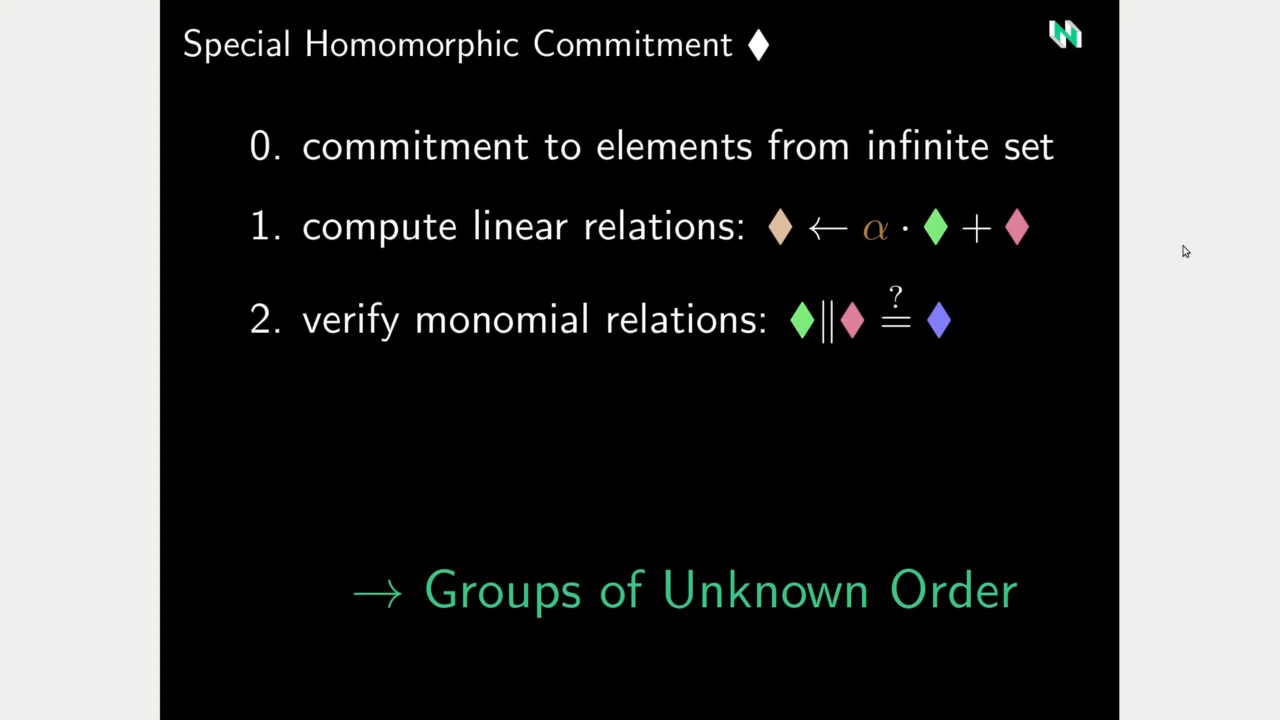 Special Homomorphic Commitment ♦
0. commitment to elements from infinite set
1. compute linear relations: ♦ ← α · ♦ + ♦
2. verify monomial relations: ♦‖♦ ≟ ♦
→ Groups of Unknown Order